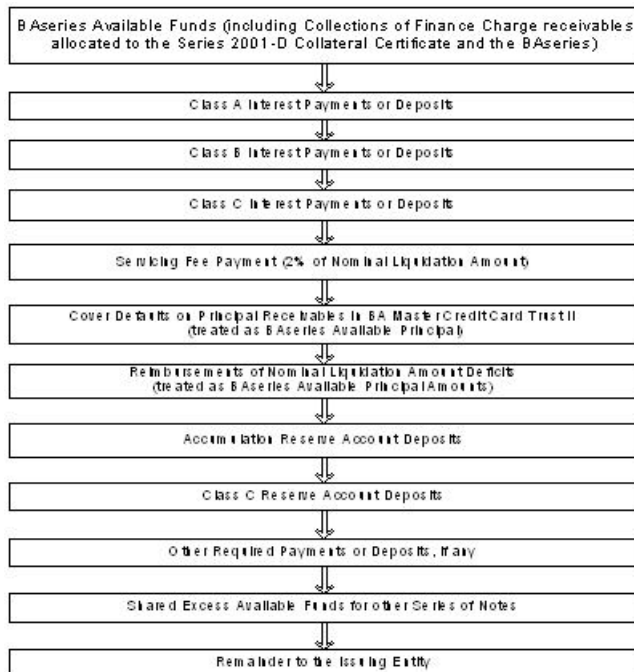 BAseries Available Funds (including Collections of Finance Charge receivables
allocated to the Series 2001-D Collateral Certificate and the BAseries)
Class A Interest Payments or Deposits
Class B Interest Payments or Deposits
Class C Interest Payments or Deposits
Servicing Fee Payment (2% of Nominal Liquidation Amount)
Cover Defaults on Principal Receivables in BA Master Credit Card Trust II
(treated as BAseries Available Principal)
Reimbursements of Nominal Liquidation Amount Deficits
(treated as BAseries Available Principal Amounts)
Accumulation Reserve Account Deposits
Class C Reserve Account Deposits
Other Required Payments or Deposits, if any
Shared Excess Available Funds for other Series of Notes
Remainder to the Issuing Entity